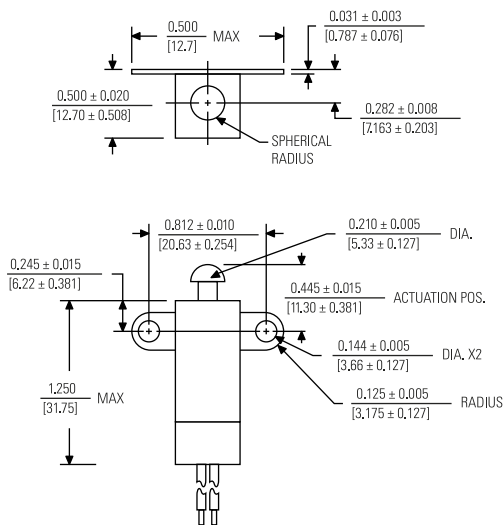 0.500
[12.7]
MAX
0.031 ± 0.003
[0.787 ± 0.076]
0.500 ± 0.020
[12.70 ± 0.508]
0.282 ± 0.008
[7.163 ± 0.203]
SPHERICAL
RADIUS
0.812 ± 0.010
[20.63 ± 0.254]
0.210 ± 0.005
[5.33 ± 0.127]
DIA.
0.245 ± 0.015
[6.22 ± 0.381]
0.445 ± 0.015
[11.30 ± 0.381]
ACTUATION POS.
0.144 ± 0.005
[3.66 ± 0.127]
DIA. X2
1.250
[31.75]
MAX
0.125 ± 0.005
[3.175 ± 0.127]
RADIUS